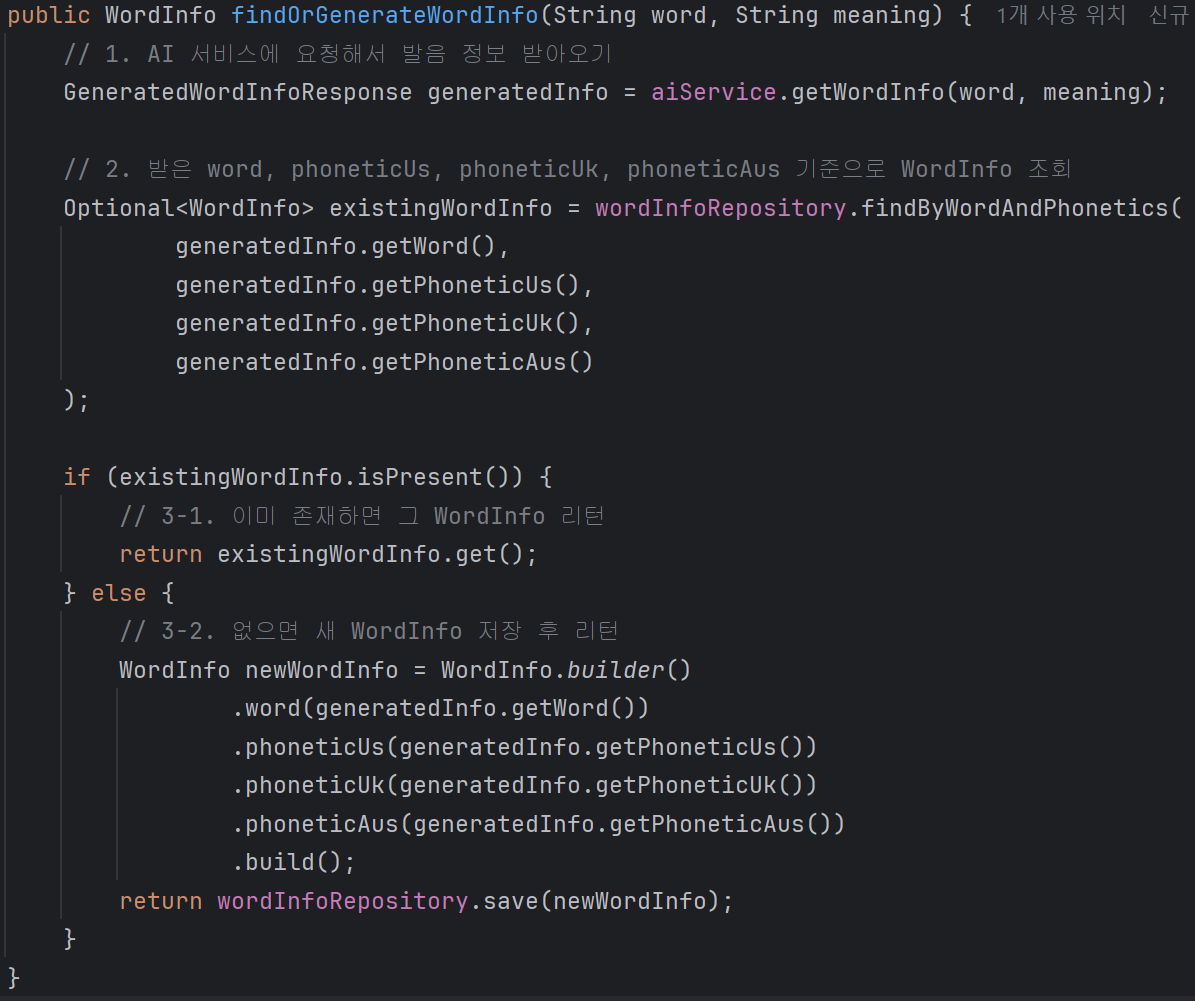 public WordInfo findOrGenerateWordInfo(String word, String meaning) {  1개 사용 위치  신규
// 1. AI 서비스에 요청해서 발음 정보 받아오기
GeneratedWordInfoResponse generatedInfo = aiService.getWordInfo(word, meaning);
// 2. 받은 word, phoneticUs, phoneticUk, phoneticAus 기준으로 WordInfo 조회
Optional<WordInfo> existingWordInfo = wordInfoRepository.findByWordAndPhonetics(
generatedInfo.getWord(),
generatedInfo.getPhoneticUs(),
generatedInfo.getPhoneticUk(),
generatedInfo.getPhoneticAus()
);
if (existingWordInfo.isPresent()) {
// 3-1. 이미 존재하면 그 WordInfo 리턴
return existingWordInfo.get();
} else {
// 3-2. 없으면 새 WordInfo 저장 후 리턴
WordInfo newWordInfo = WordInfo.builder()
.word(generatedInfo.getWord())
.phoneticUs(generatedInfo.getPhoneticUs())
.phoneticUk(generatedInfo.getPhoneticUk())
.phoneticAus(generatedInfo.getPhoneticAus())
.build();
return wordInfoRepository.save(newWordInfo);
}
}